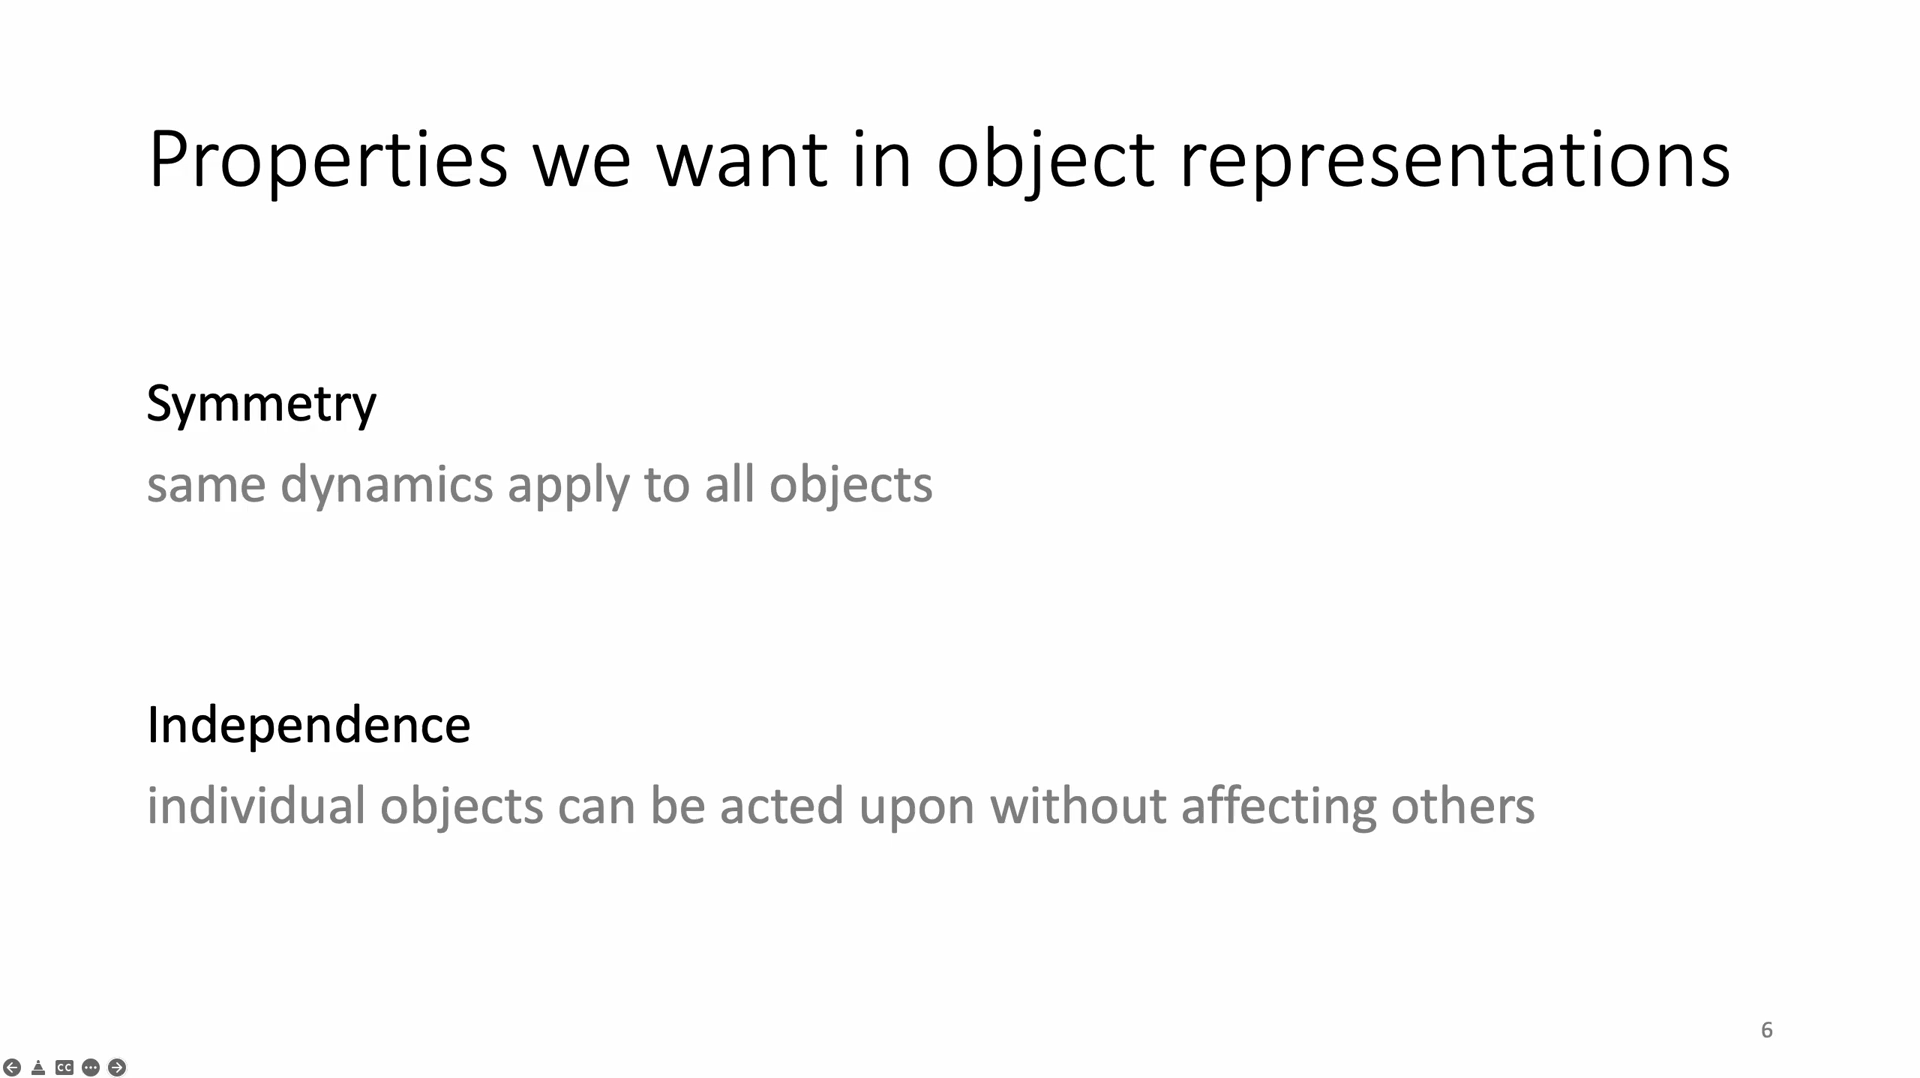 Properties we want in object representations
Symmetry
same dynamics apply to all objects
Independence
individual objects can be acted upon without affecting others
6
CC